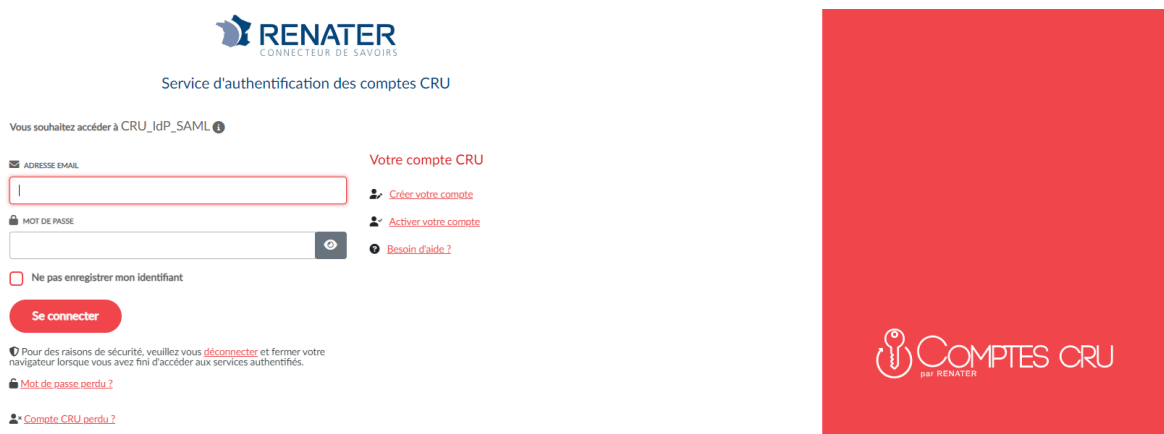 RENATER
CONNECTEUR DE SAVOIRS
Service d'authentification des comptes CRU
Vous souhaitez accéder à CRU_IdP_SAML
ADRESSE EMAIL
MOT DE PASSE
Ne pas enregistrer mon identifiant
Se connecter
Pour des raisons de sécurité, veuillez vous déconnecter et fermer votre
navigateur lorsque vous avez fini d'accéder aux services authentifiés.
Mot de passe perdu ?
Compte CRU perdu ?
Votre compte CRU
Créer votre compte
Activer votre compte
Besoin d'aide ?
COMPTES CRU
par RENATER